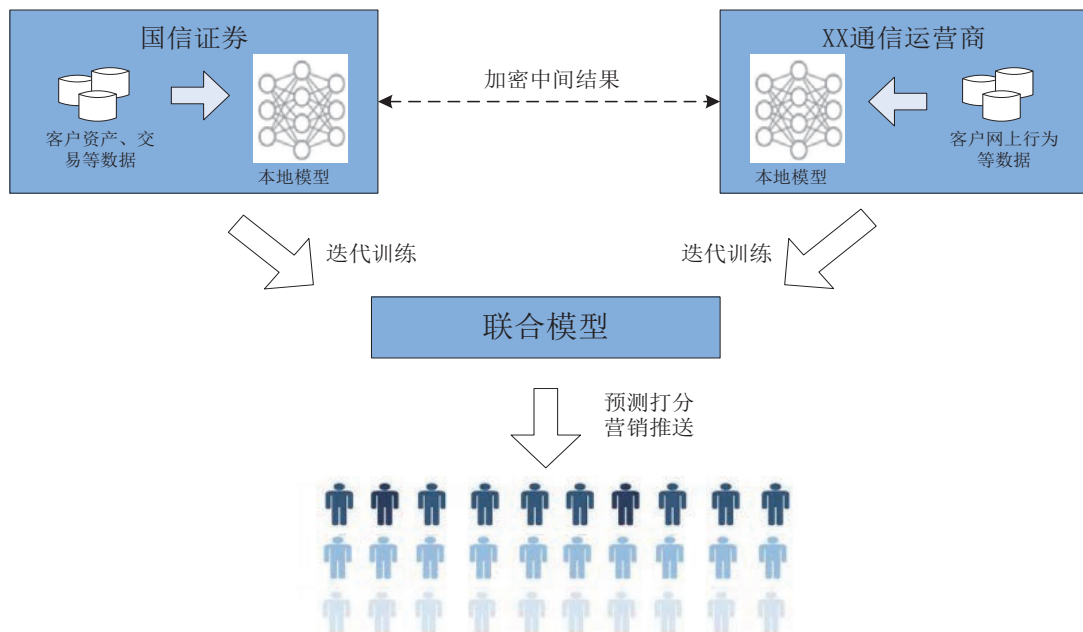 国信证券
XX通信运营商
加密中间结果
客户资产、交
易等数据
本地模型
本地模型
客户网上行为
等数据
迭代训练
迭代训练
联合模型
预测打分
营销推送